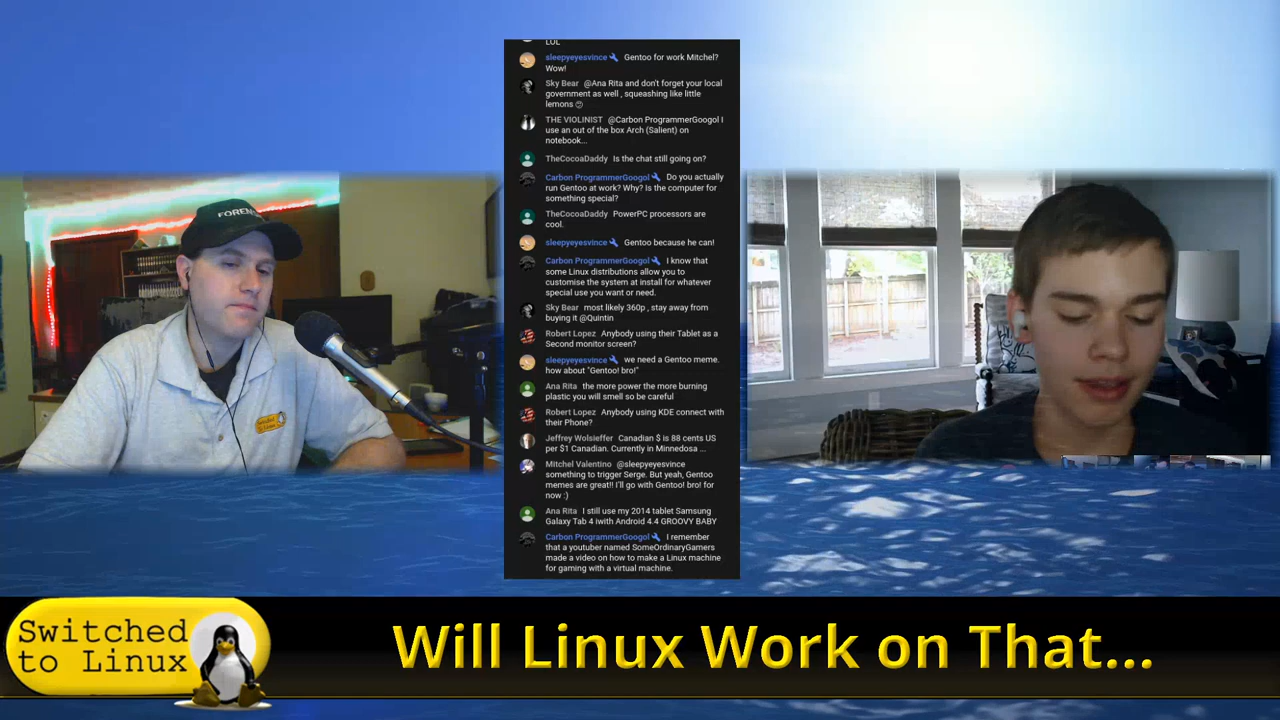 LOL
sleepyeyesvince Gentoo for work Mitchel?
Wow!
Sky Bear @Ana Rita and don't forget your local
government as well , squeashing like little
lemons
THE VIOLINIST @Carbon ProgrammerGoogol I
use an out of the box Arch (Salient) on
notebook...
TheCocoaDaddy Is the chat still going on?
Carbon ProgrammerGoogol Do you actually
run Gentoo at work? Why? Is the computer for
something special?
TheCocoaDaddy PowerPC processors are
cool.
sleepyeyesvince Gentoo because he can!
Carbon ProgrammerGoogol I know that
some Linux distributions allow you to
customise the system at install for whatever
special use you want or need.
Sky Bear most likely 360p , stay away from
buying it @Quintin
Robert Lopez Anybody using their Tablet as a
Second monitor screen?
sleepyeyesvince we need a Gentoo meme.
how about "Gentoo! bro!"
Ana Rita the more power the more burning
plastic you will smell so be careful
Robert Lopez Anybody using KDE connect with
their Phone?
Jeffrey Wolsieffer Canadian $ is 88 cents US
per $1 Canadian. Currently in Minnedosa ...
Mitchel Valentino @sleepyeyesvince
something to trigger Serge. But yeah, Gentoo
memes are great!! I'll go with Gentoo! bro! for
now :)
Ana Rita I still use my 2014 tablet Samsung
Galaxy Tab 4 iwith Android 4.4 GROOVY BABY
Carbon ProgrammerGoogol I remember
that a youtuber named SomeOrdinaryGamers
made a video on how to make a Linux machine
for gaming with a virtual machine.
Switched
to Linux
Will Linux Work on That...